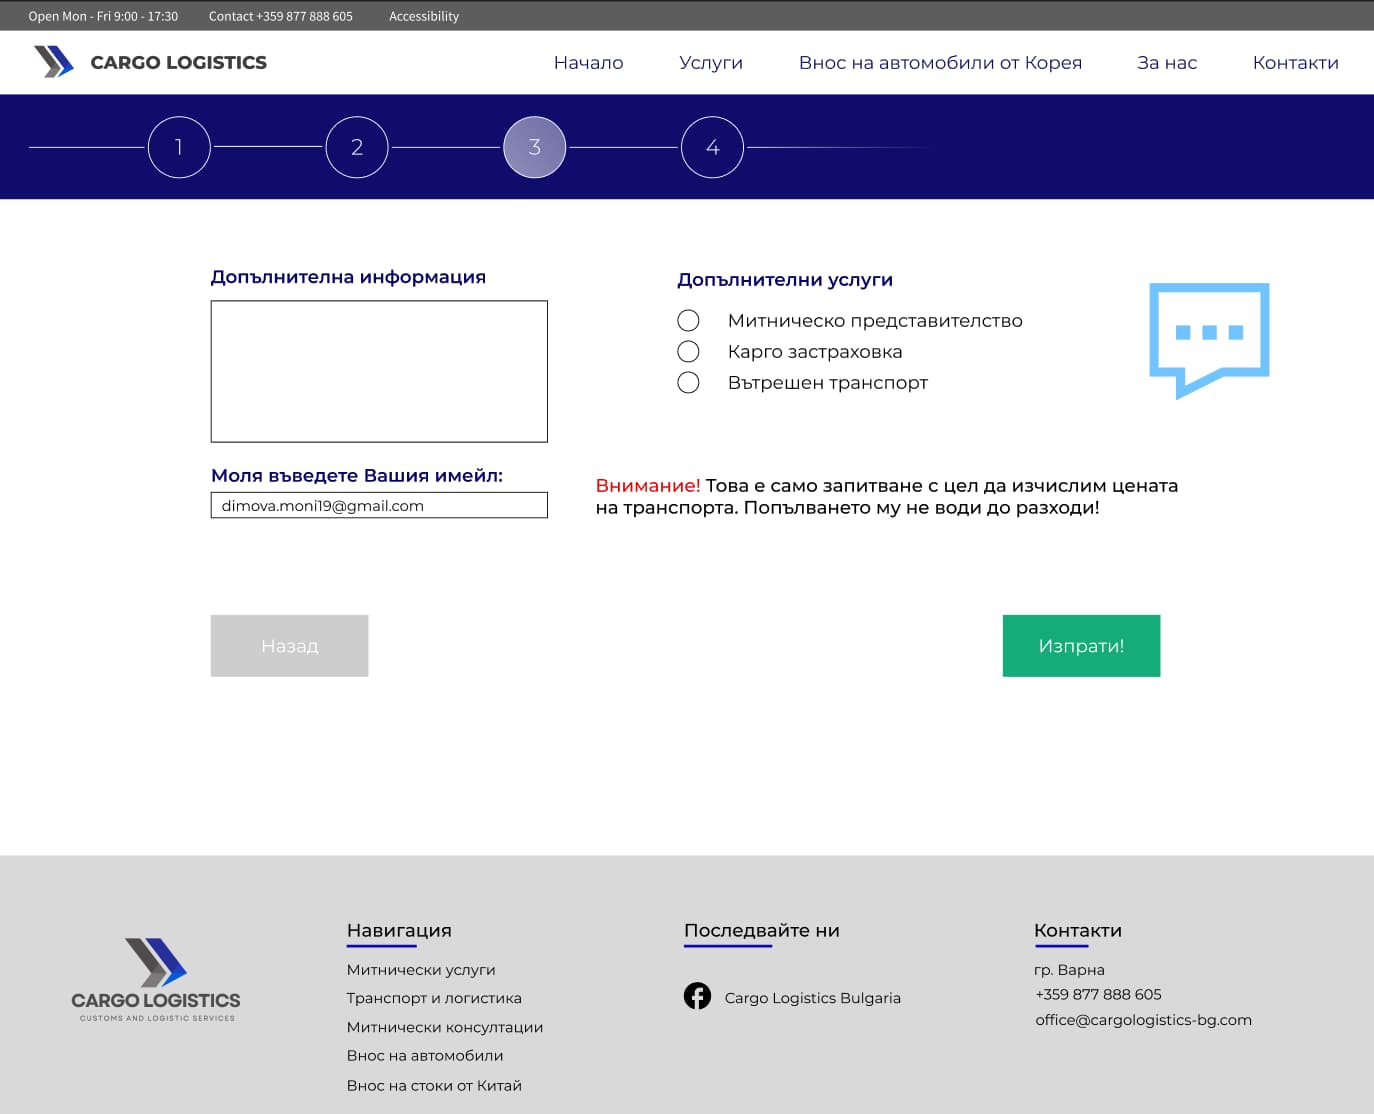 Open Mon - Fri 9:00 - 17:30 Contact +359 877 888 605 Accessibility
CARGO LOGISTICS
Начало Услуги Внос на автомобили от Корея За нас Контакти
1 2 3 4
Допълнителна информация
Допълнителни услуги
Митническо представителство
Карго застраховка
Вътрешен транспорт
Моля въведете Вашия имейл:
dimova.moni19@gmail.com
Внимание! Това е само запитване с цел да изчислим цената
на транспорта. Попълването му не води до разходи!
Назад
Изпрати!
CARGO LOGISTICS
CUSTOMS AND LOGISTIC SERVICES
Навигация
Митнически услуги
Транспорт и логистика
Митнически консултации
Внос на автомобили
Внос на стоки от Китай
Последвайте ни
Cargo Logistics Bulgaria
Контакти
гр. Варна
+359 877 888 605
office@cargologistics-bg.com